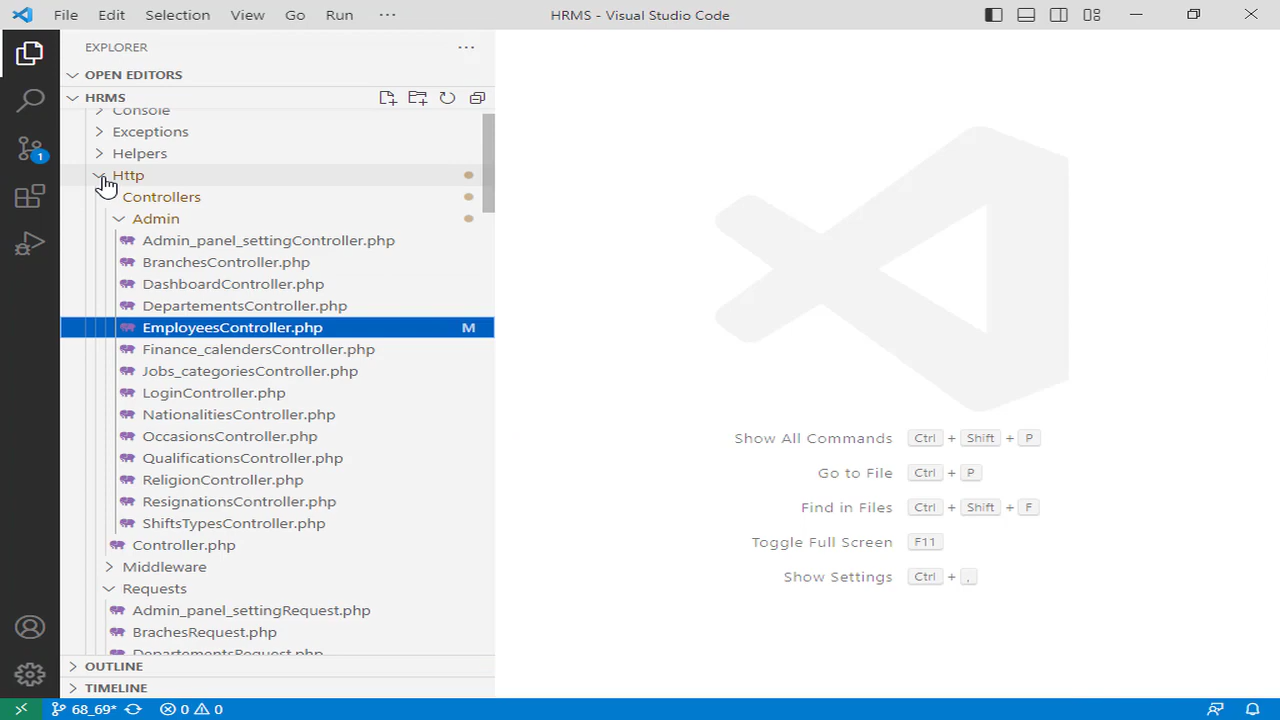 File Edit Selection View Go Run ··· HRMS - Visual Studio Code
EXPLORER ···
OPEN EDITORS
HRMS
Console
Exceptions
Helpers
Http
Controllers
Admin
Admin_panel_settingController.php
BranchesController.php
DashboardController.php
DepartementsController.php
EmployeesController.php M
Finance_calendersController.php
Jobs_categoriesController.php
LoginController.php
NationalitiesController.php
OccasionsController.php
QualificationsController.php
ReligionController.php
ResignationsController.php
ShiftsTypesController.php
Controller.php
Middleware
Requests
Admin_panel_settingRequest.php
BrachesRequest.php
DepartementsRequest.php
OUTLINE
TIMELINE
1
Show All Commands Ctrl + Shift + P
Go to File Ctrl + P
Find in Files Ctrl + Shift + F
Toggle Full Screen F11
Show Settings Ctrl + ,
68_69* 0 0 0